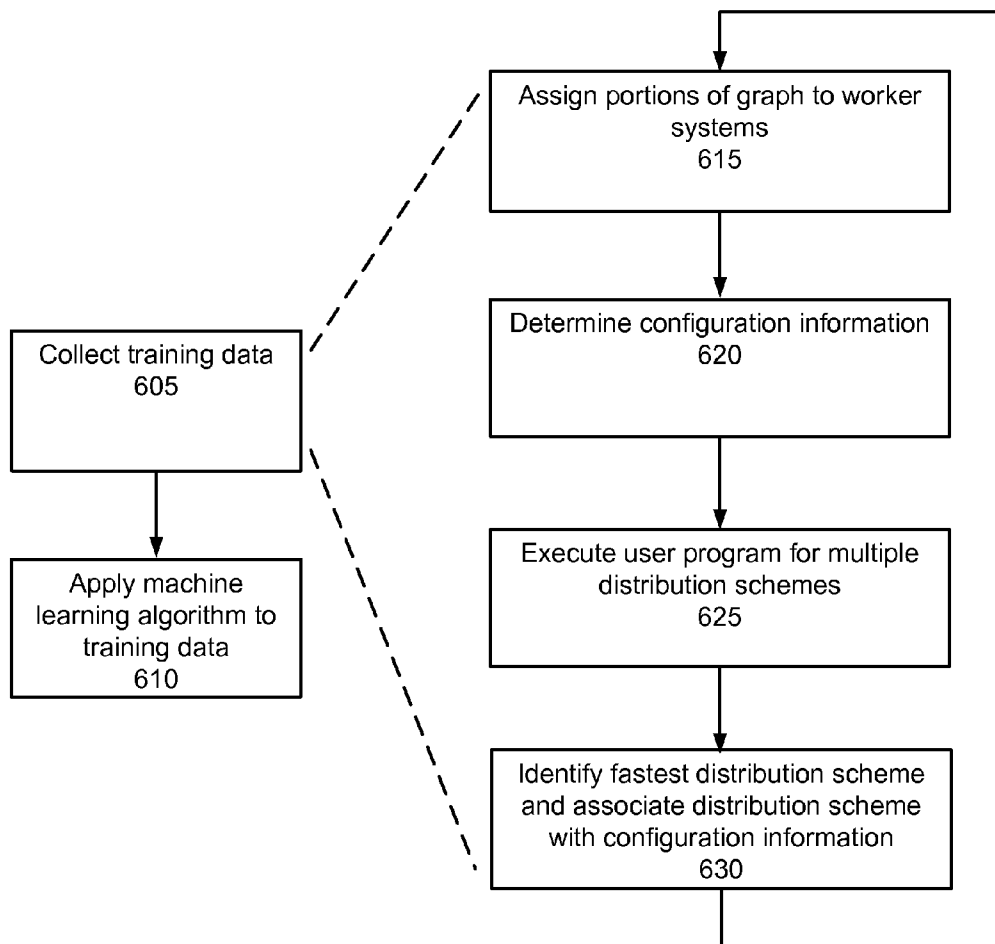 Collect training data
605
Apply machine
learning algorithm to
training data
610
Assign portions of graph to worker
systems
615
Determine configuration information
620
Execute user program for multiple
distribution schemes
625
Identify fastest distribution scheme
and associate distribution scheme
with configuration information
630